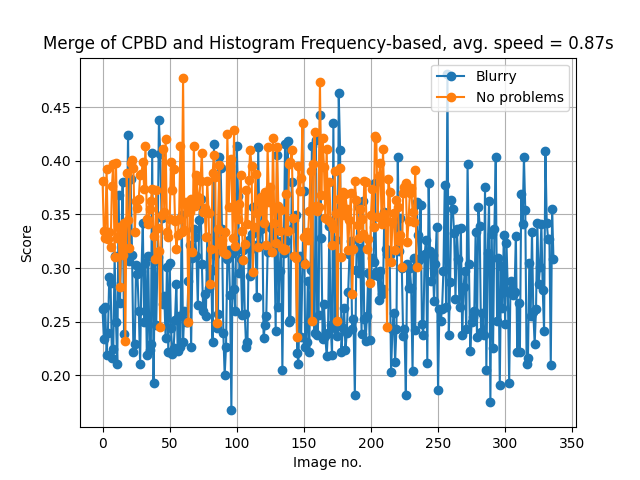 Merge of CPBD and Histogram Frequency-based, avg. speed = 0.87s
Blurry
No problems
0.45
0.40
0.35
0.30
0.25
0.20
Score
0 50 100 150 200 250 300 350
Image no.